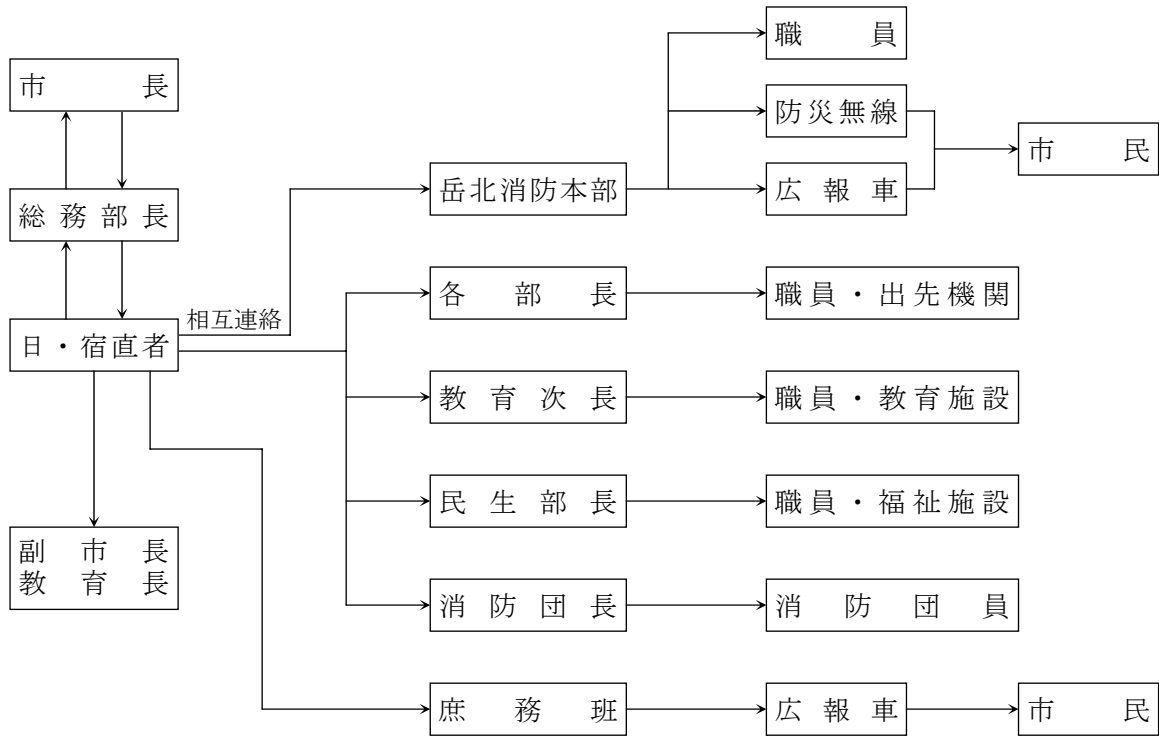 職員
市長
防災無線
市民
岳北消防本部
広報車
総務部長
各部長
職員・出先機関
相互連絡
日・宿直者
教育次長
職員・教育施設
民生部長
職員・福祉施設
副市長
教育長
消防団長
消防団員
庶務班
広報車
市民